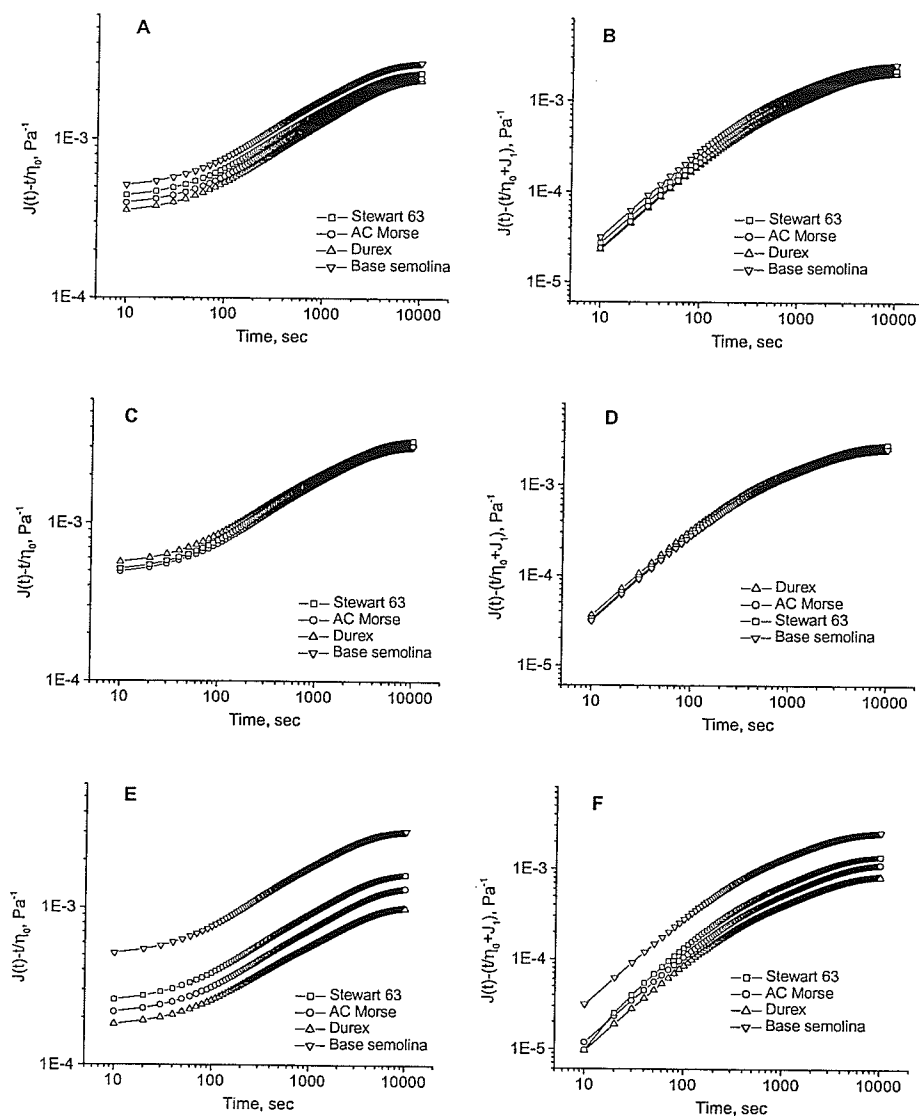 A
J(t)-t/η₀, Pa⁻¹
1E-3
1E-4
10
100
1000
10000
Time, sec
Stewart 63
AC Morse
Durex
Base semolina
B
J(t)-(t/η₀+J₁), Pa⁻¹
1E-3
1E-4
1E-5
10
100
1000
10000
Time, sec
Stewart 63
AC Morse
Durex
Base semolina
C
J(t)-t/η₀, Pa⁻¹
1E-3
1E-4
10
100
1000
10000
Time, sec
Stewart 63
AC Morse
Durex
Base semolina
D
J(t)-(t/η₀+J₁), Pa⁻¹
1E-3
1E-4
1E-5
10
100
1000
10000
Time, sec
Durex
AC Morse
Stewart 63
Base semolina
E
J(t)-t/η₀, Pa⁻¹
1E-3
1E-4
10
100
1000
10000
Time, sec
Stewart 63
AC Morse
Durex
Base semolina
F
J(t)-(t/η₀+J₁), Pa⁻¹
1E-3
1E-4
1E-5
10
100
1000
10000
Time, sec
Stewart 63
AC Morse
Durex
Base semolina